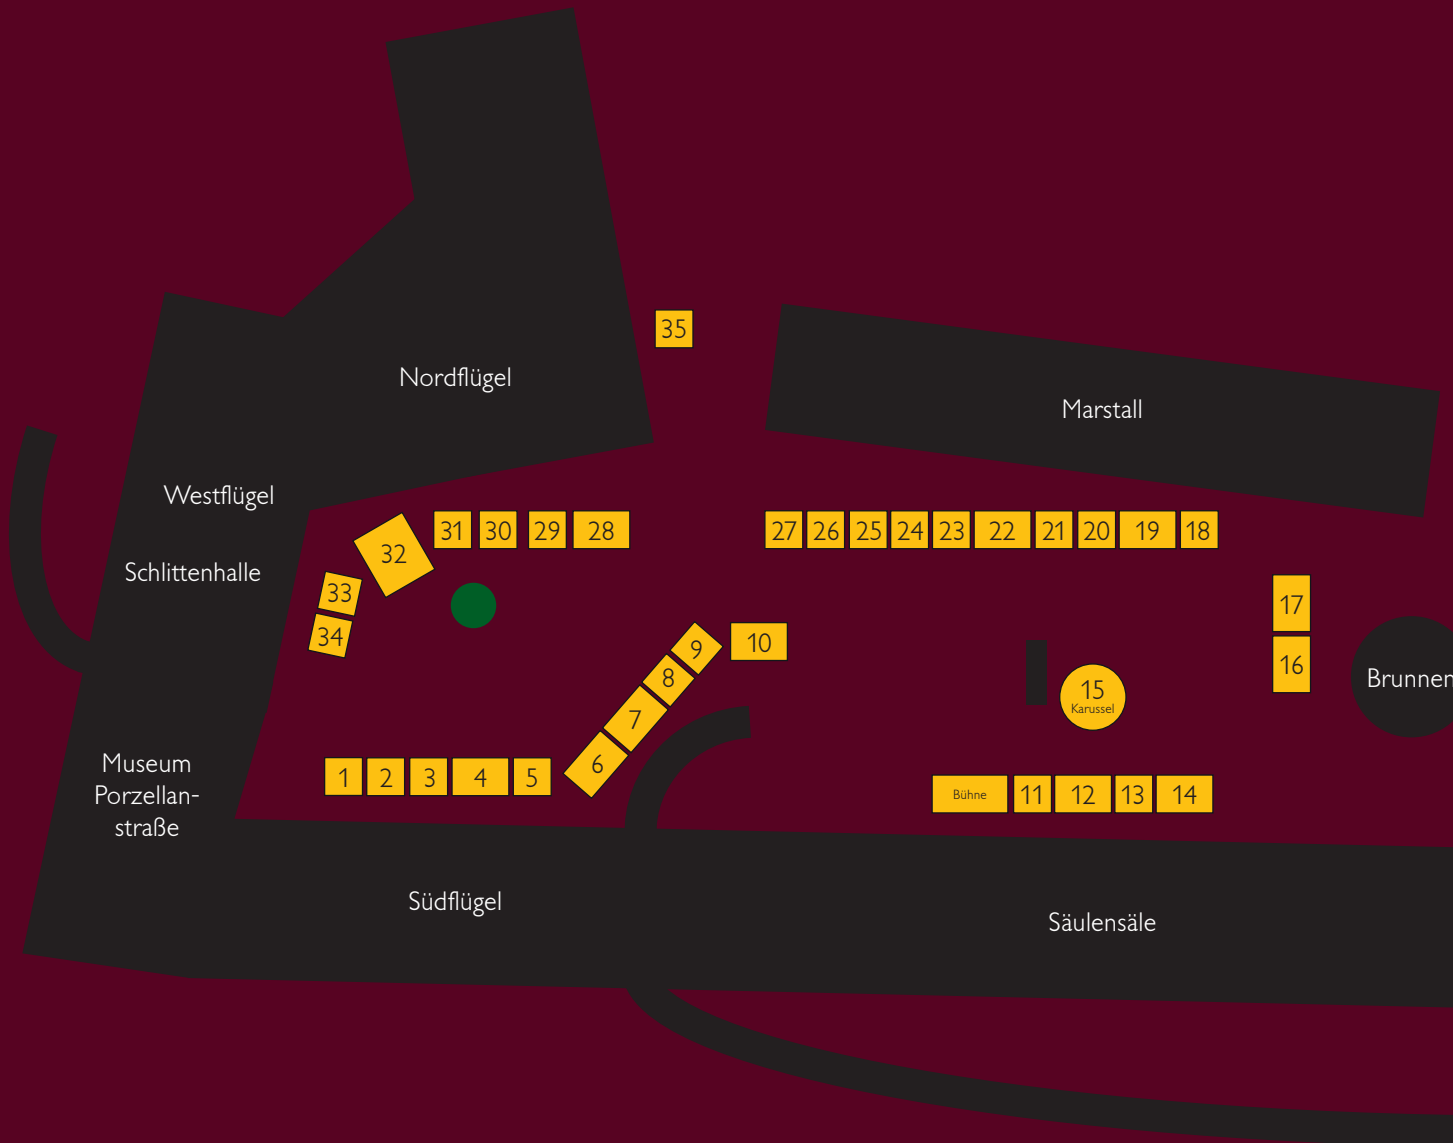 35
Nordflügel
Marstall
Westflügel
31 30 29 28
27 26 25 24 23 22 21 20 19 18
32
Schlittenhalle
33
34
17
16
10
9
8
7
6
15
Karussel
Brunnen
Museum
Porzellan-
straße
1 2 3 4 5
Bühne 11 12 13 14
Südflügel
Säulensäle